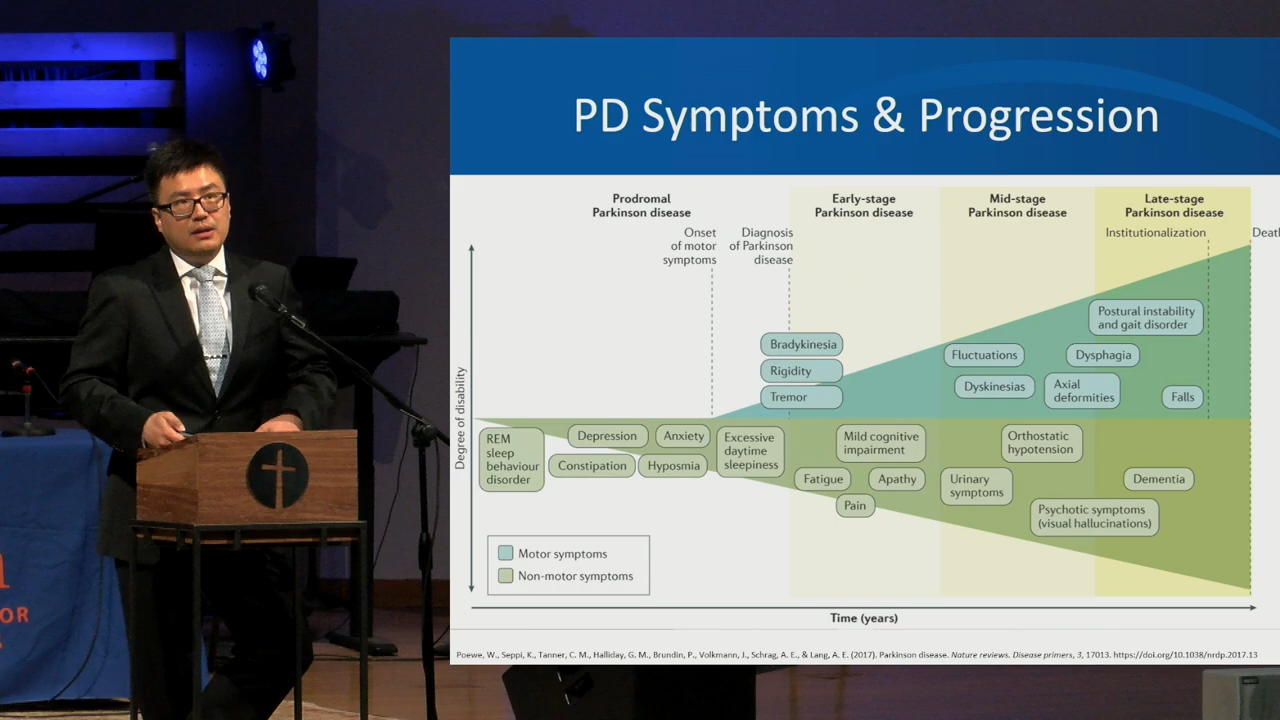 PD Symptoms & Progression
Prodromal
Parkinson disease
Early-stage
Parkinson disease
Mid-stage
Parkinson disease
Late-stage
Parkinson disease
Onset
of motor
symptoms
Diagnosis
of Parkinson
disease
Institutionalization
Death
Degree of disability
Bradykinesia
Rigidity
Tremor
Fluctuations
Dyskinesias
Postural instability
and gait disorder
Dysphagia
Axial
deformities
Falls
REM
sleep
behaviour
disorder
Depression
Anxiety
Constipation
Hyposmia
Excessive
daytime
sleepiness
Mild cognitive
impairment
Fatigue
Apathy
Pain
Orthostatic
hypotension
Urinary
symptoms
Dementia
Psychotic symptoms
(visual hallucinations)
Motor symptoms
Non-motor symptoms
Time (years)
Poewe, W., Seppi, K., Tanner, C. M., Halliday, G. M., Brundin, P., Volkmann, J., Schrag, A. E., & Lang, A. E. (2017). Parkinson disease. Nature reviews. Disease primers, 3, 17013. https://doi.org/10.1038/nrdp.2017.13
OR